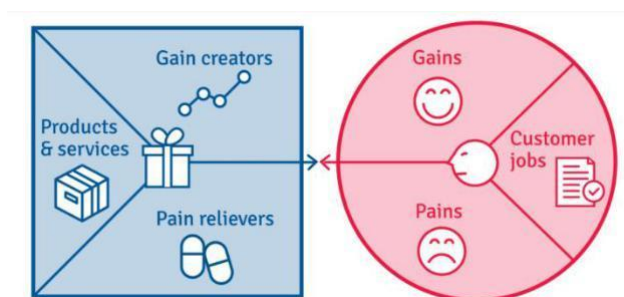 Gain creators
Products
& services
Pain relievers
Gains
Customer
jobs
Pains